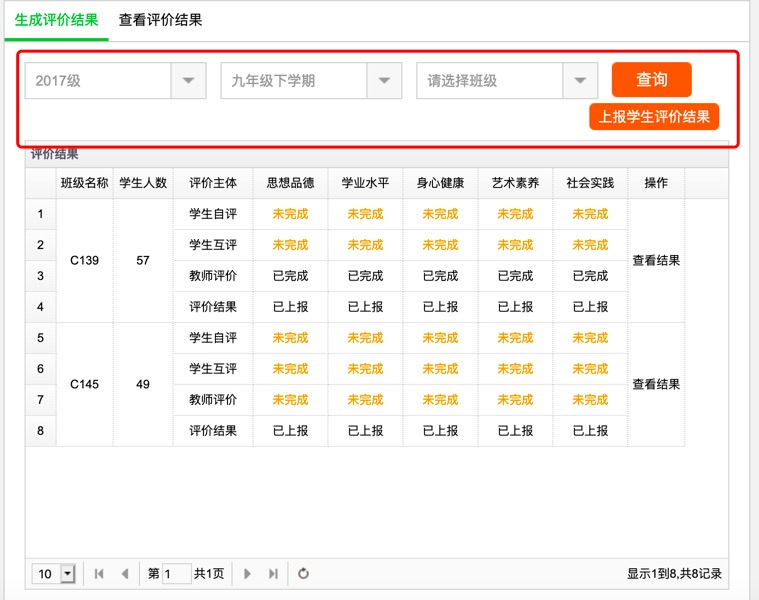 生成评价结果 查看评价结果
2017级 九年级下学期 请选择班级 查询
上报学生评价结果
评价结果
班级名称 学生人数 评价主体 思想品德 学业水平 身心健康 艺术素养 社会实践 操作
1 学生自评 未完成 未完成 未完成 未完成 未完成
2 学生互评 未完成 未完成 未完成 未完成 未完成
C139 57 查看结果
3 教师评价 已完成 已完成 已完成 已完成 已完成
4 评价结果 已上报 已上报 已上报 已上报 已上报
5 学生自评 未完成 未完成 未完成 未完成 未完成
6 学生互评 未完成 未完成 未完成 未完成 未完成
C145 49 查看结果
7 教师评价 未完成 未完成 未完成 未完成 未完成
8 评价结果 已上报 已上报 已上报 已上报 已上报
10 第 1 共1页 显示1到8,共8记录